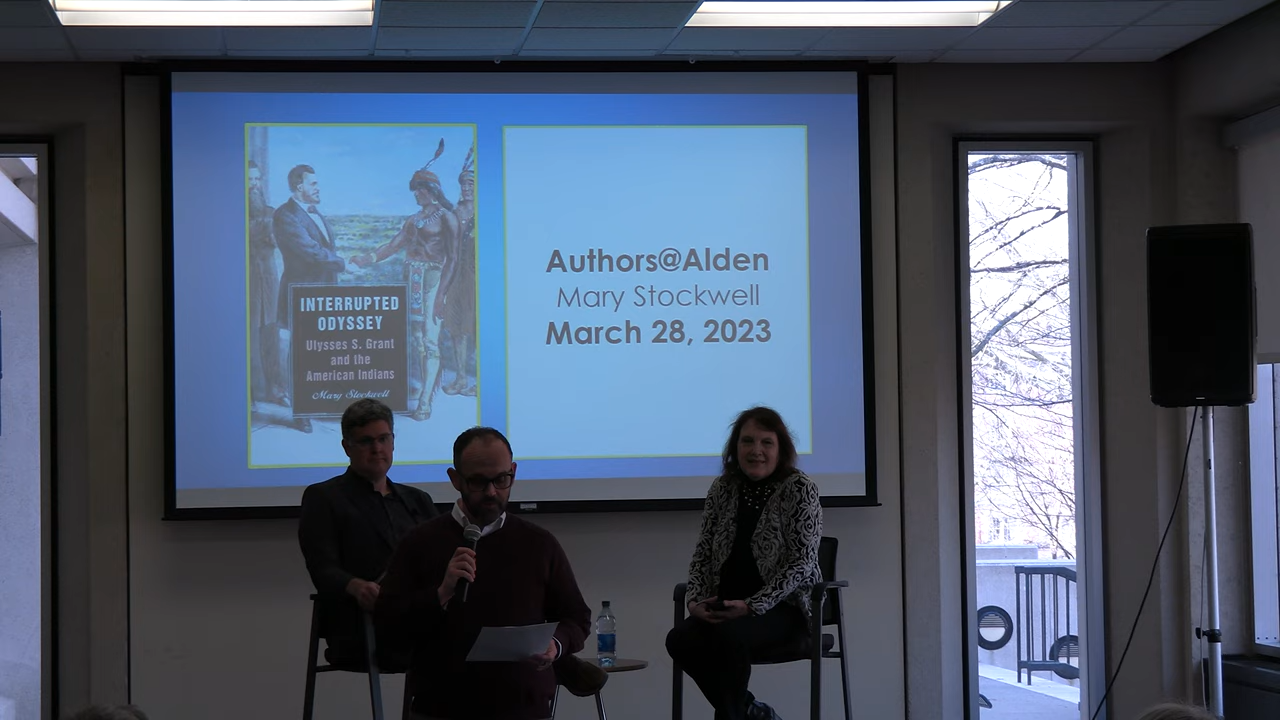 INTERRUPTED
ODYSSEY
Ulysses S. Grant
and the
American Indians
Mary Stockwell
Authors@Alden
Mary Stockwell
March 28, 2023